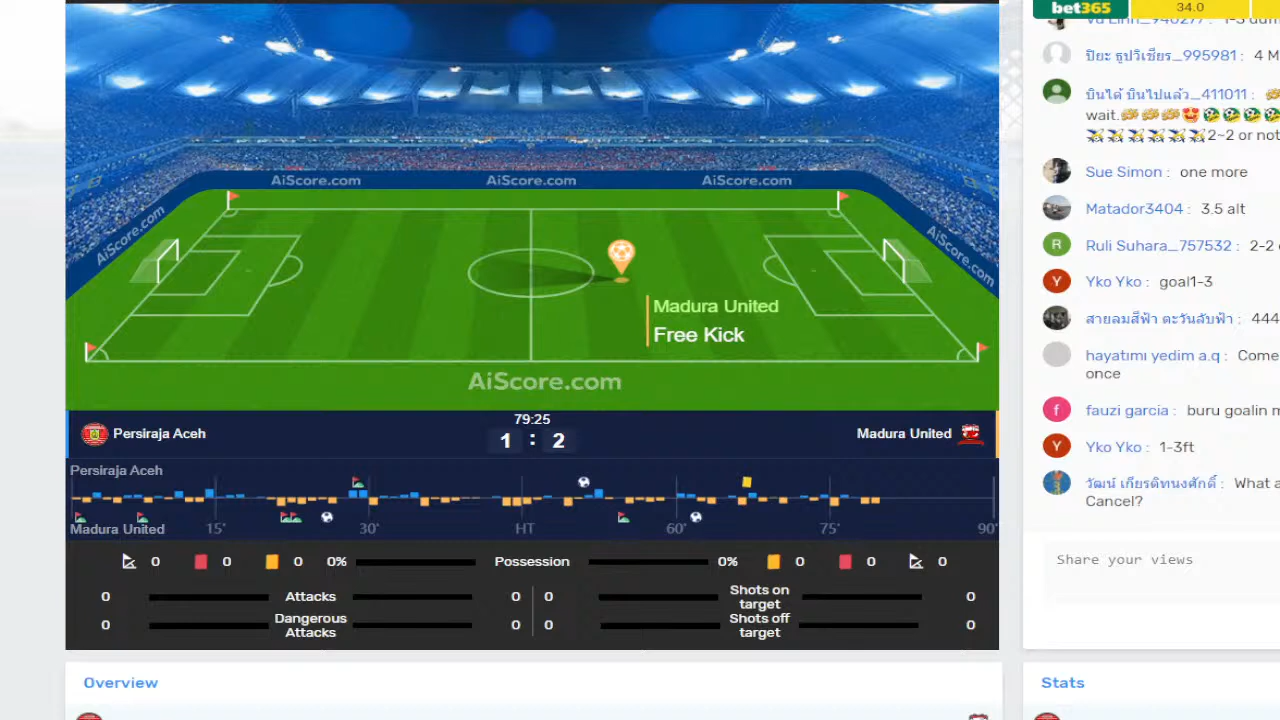 bet365 34.0
ปิยะ ธูปวิเชียร_995981 : 4 M
บินได้ บินไปแล้ว_411011 :
wait.
2~2 or not
Sue Simon : one more
Matador3404 : 3.5 alt
Ruli Suhara_757532 : 2-2
R
Yko Yko : goal1-3
Y
สายลมสีฟ้า ตะวันลับฟ้า : 444
hayatımı yedim a.q : Come
once
fauzi garcia : buru goalin m
f
Yko Yko : 1-3ft
Y
วัฒน์ เกียรติทนงศักดิ์ : What a
Cancel?
Share your views
AiScore.com AiScore.com AiScore.com
AiScore.com AiScore.com
Madura United
Free Kick
AiScore.com
79:25
Persiraja Aceh 1 : 2 Madura United
Persiraja Aceh
Madura United 15' 30' HT 60' 75' 90'
0 0 0 0% Possession 0% 0 0 0
0 Attacks 0 0 Shots on target 0
0 Dangerous Attacks 0 0 Shots off target 0
Overview
Stats